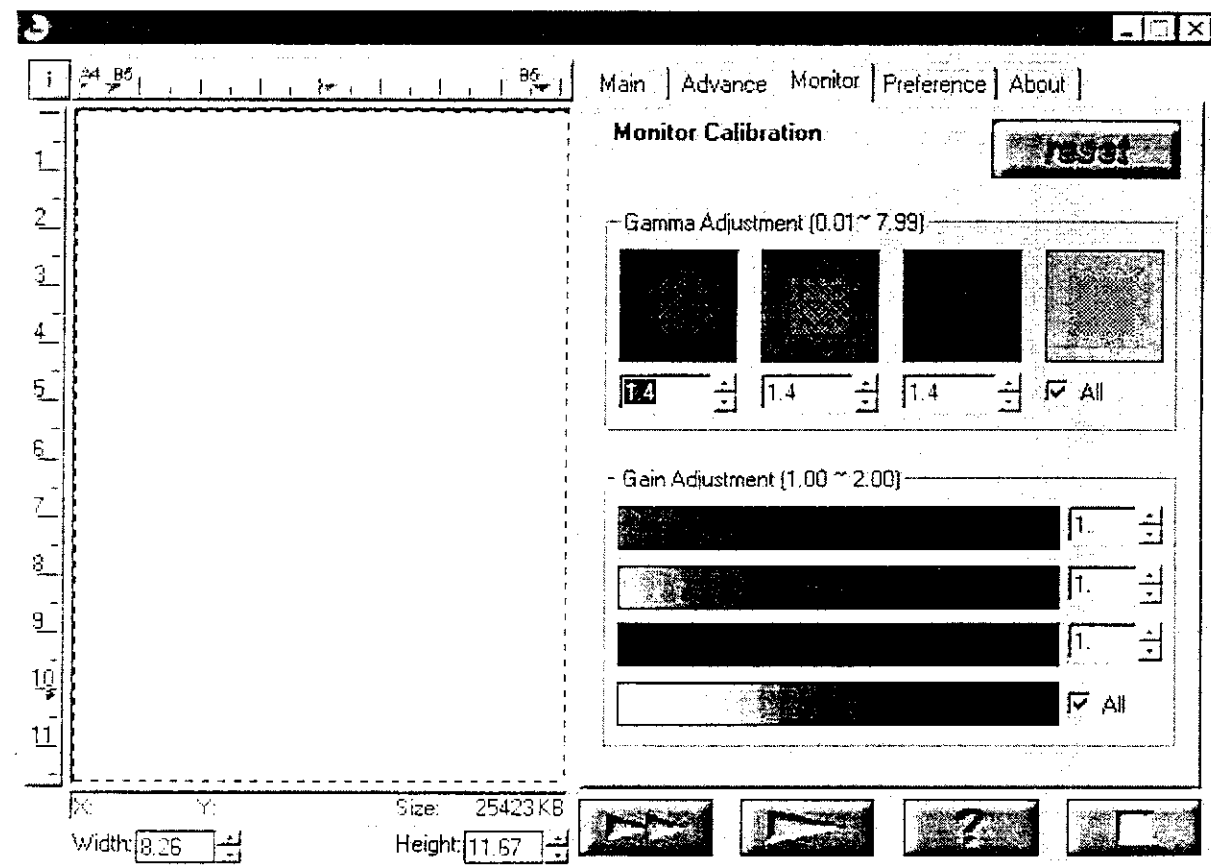 i A4 B5 B5
Main Advance Monitor Preference About
Monitor Calibration
reset
Gamma Adjustment (0.01~ 7.99)
1.4 1.4 1.4 All
Gain Adjustment (1.00 ~ 2.00)
1.
1.
1.
All
1
2
3
4
5
6
7
8
9
10
11
X: Y: Size: 25423 KB
Width: 8.26 Height: 11.67
?